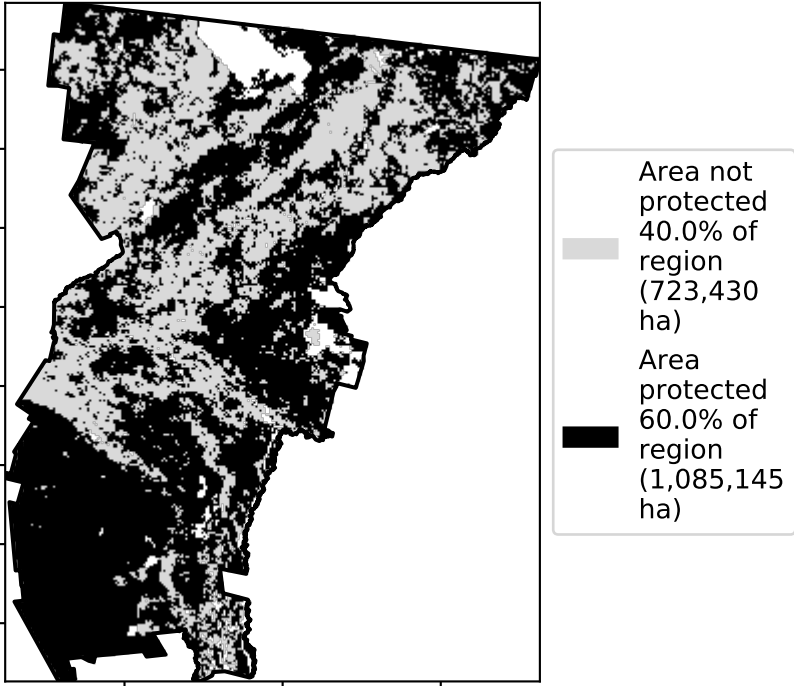 Area not
protected
40.0% of
region
(723,430
ha)
Area
protected
60.0% of
region
(1,085,145
ha)